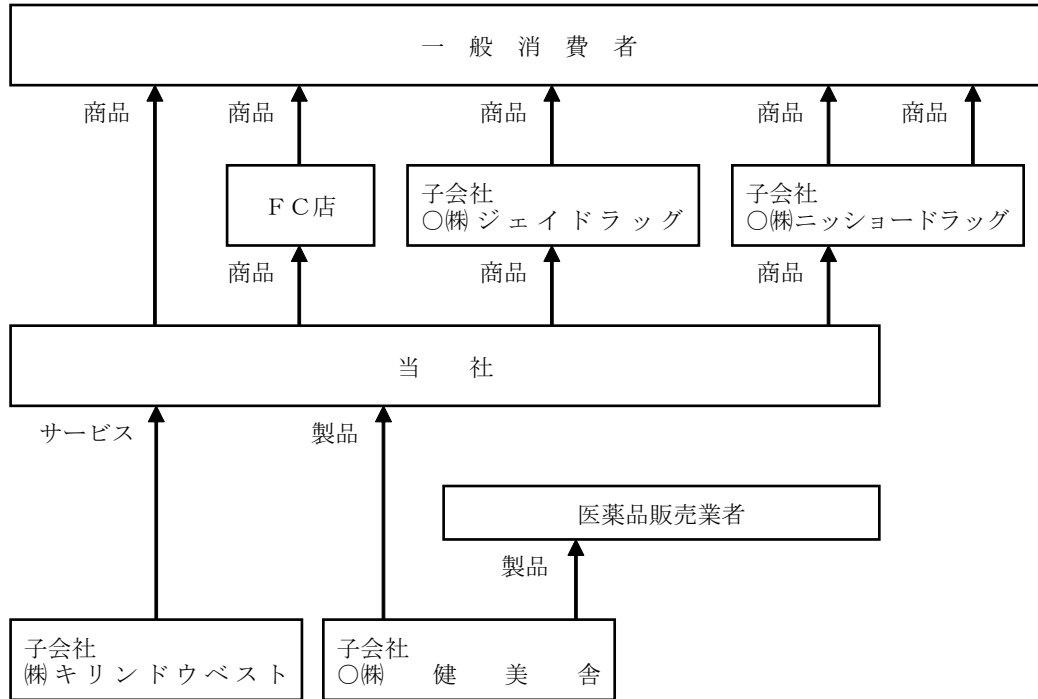 一般消費者
商品 商品 商品 商品 商品
FC店
子会社
○㈱ジェイドラッグ
子会社
○㈱ニッショードラッグ
商品 商品 商品
当社
サービス 製品
医薬品販売業者
製品
子会社
㈱キリンドウベスト
子会社
○㈱健美舎